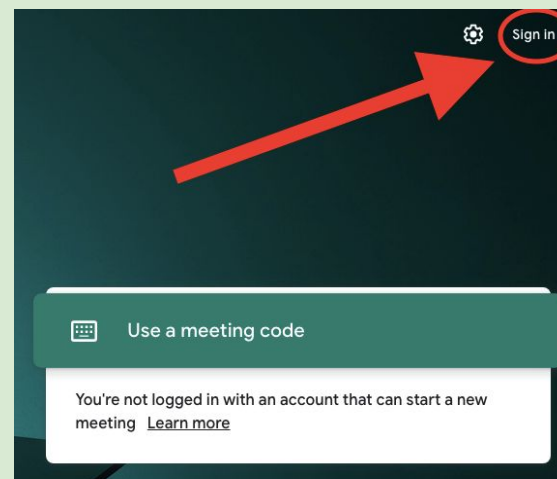 Sign in
Use a meeting code
You're not logged in with an account that can start a new
meeting Learn more